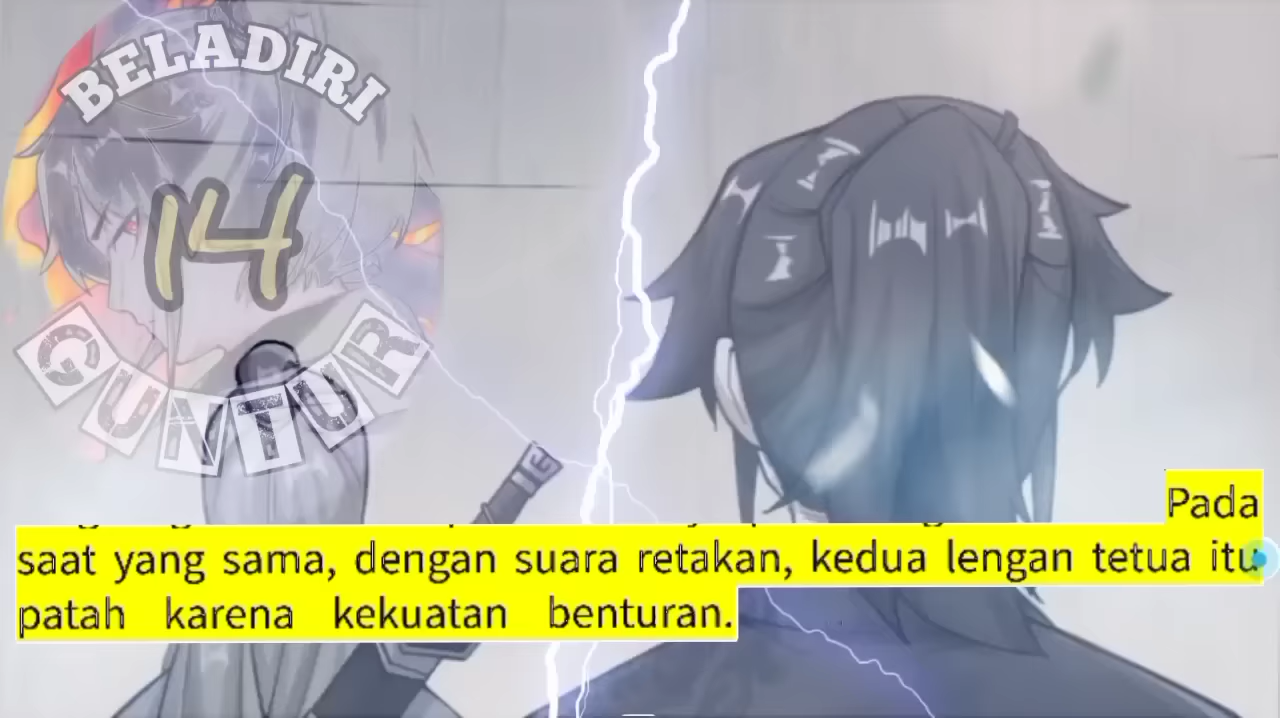 BELADIRI
14
GUNTUR
Pada
saat yang sama, dengan suara retakan, kedua lengan tetua itu
patah karena kekuatan benturan.